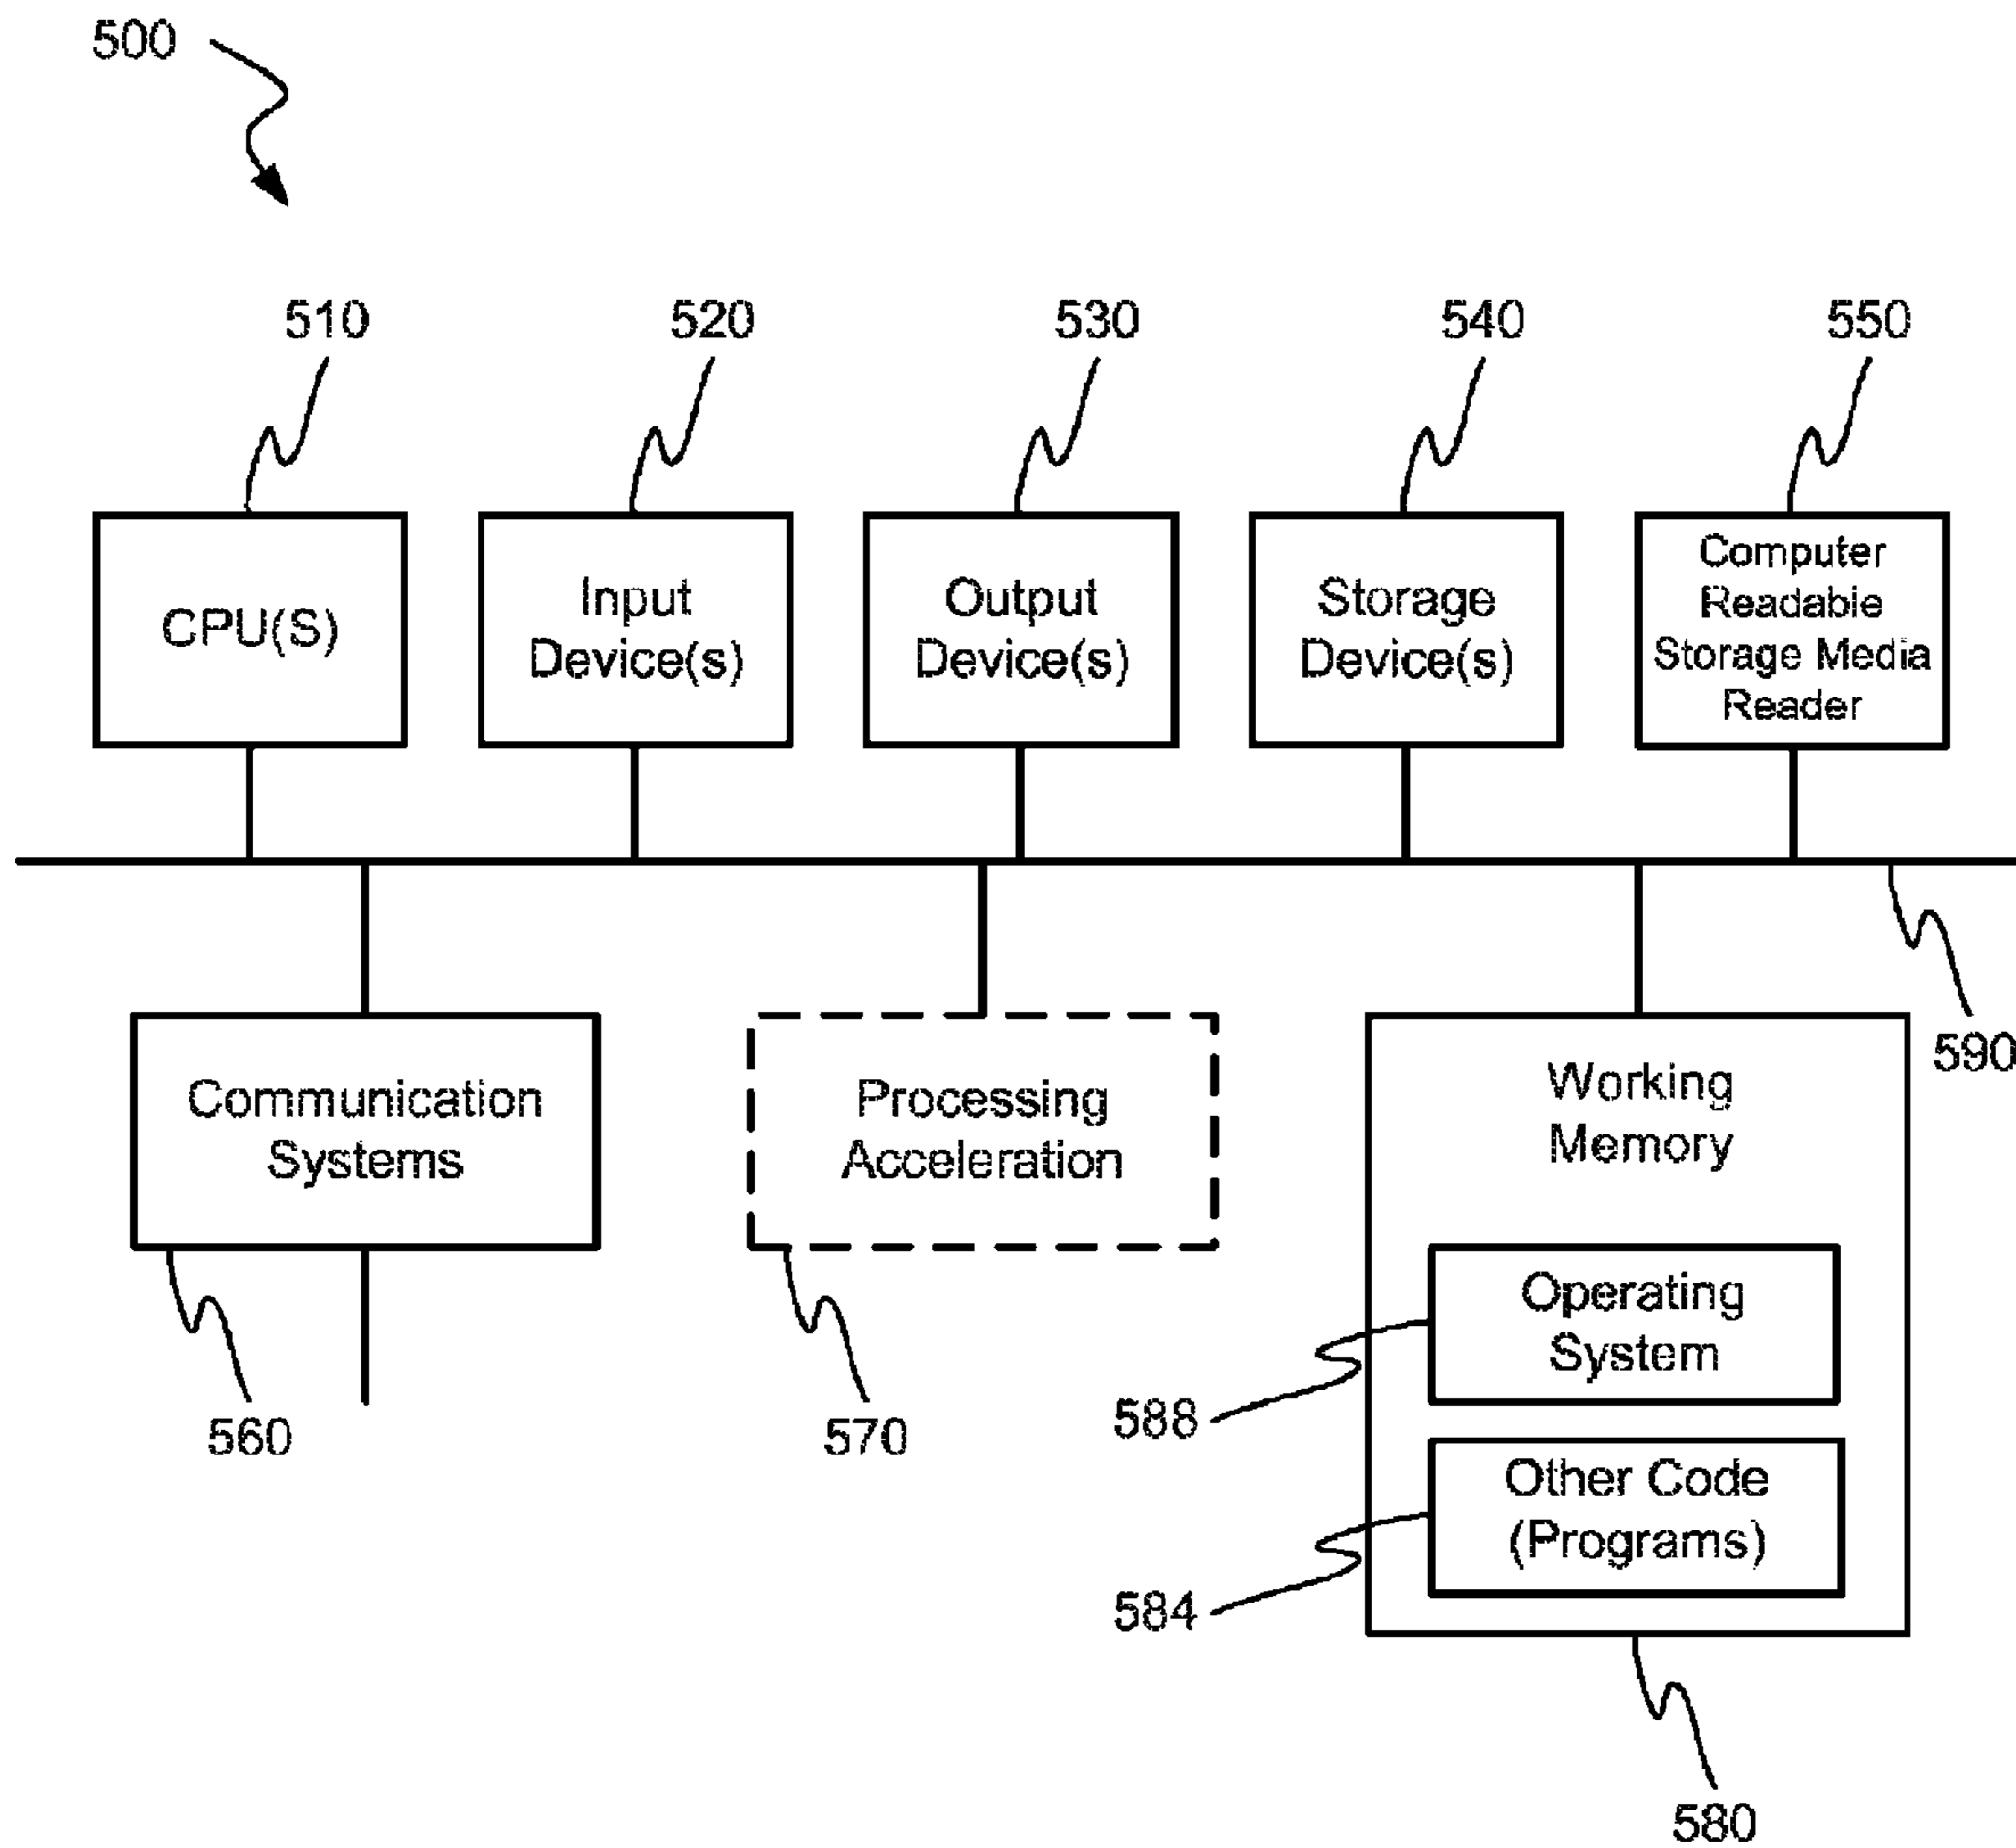 500
510
520
530
540
550
CPU(S)
Input
Device(s)
Output
Device(s)
Storage
Device(s)
Computer
Readable
Storage Media
Reader
590
Communication
Systems
Processing
Acceleration
Working
Memory
Operating
System
588
560
570
Other Code
(Programs)
584
580